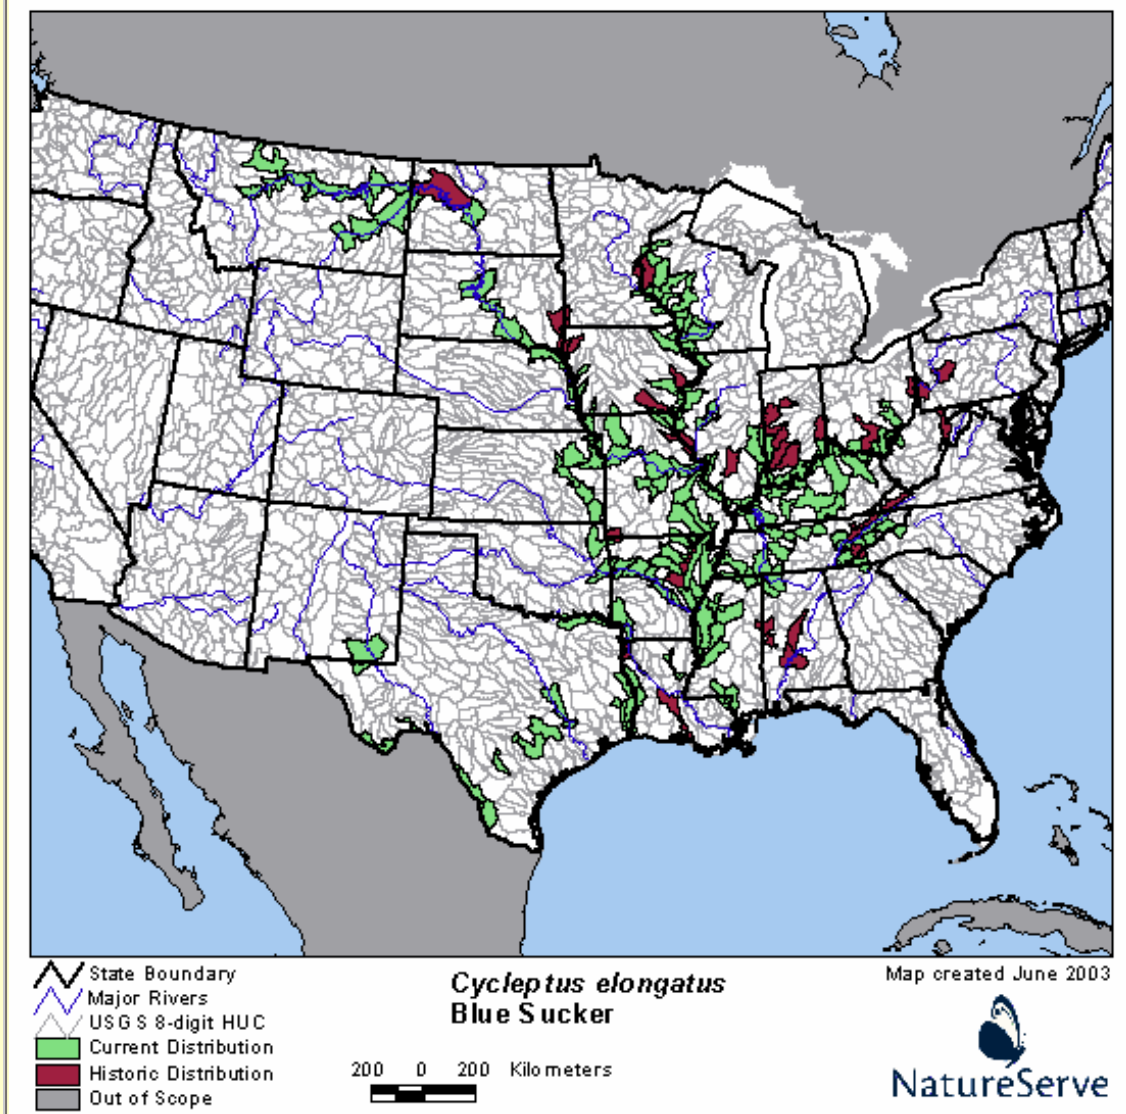 State Boundary
Major Rivers
USGS 8-digit HUC
Current Distribution
Historic Distribution
Out of Scope
Cycleptus elongatus
Blue Sucker
200 0 200 Kilometers
Map created June 2003
NatureServe